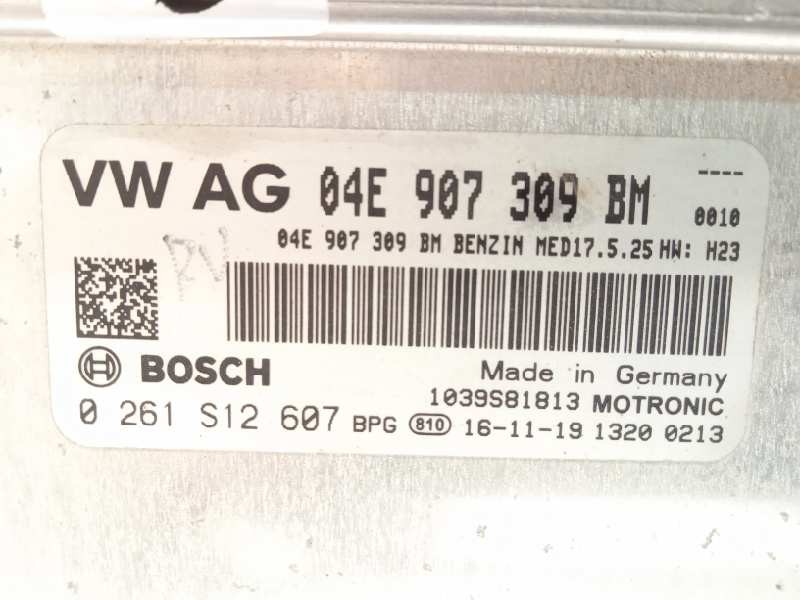 VW AG 04E 907 309 BM ----
0010
04E 907 309 BM BENZIN MED17.5.25 HW: H23
RV
BOSCH
Made in Germany
1039S81813 MOTRONIC
0 261 S12 607 BPG 810 16-11-19 1320 0213